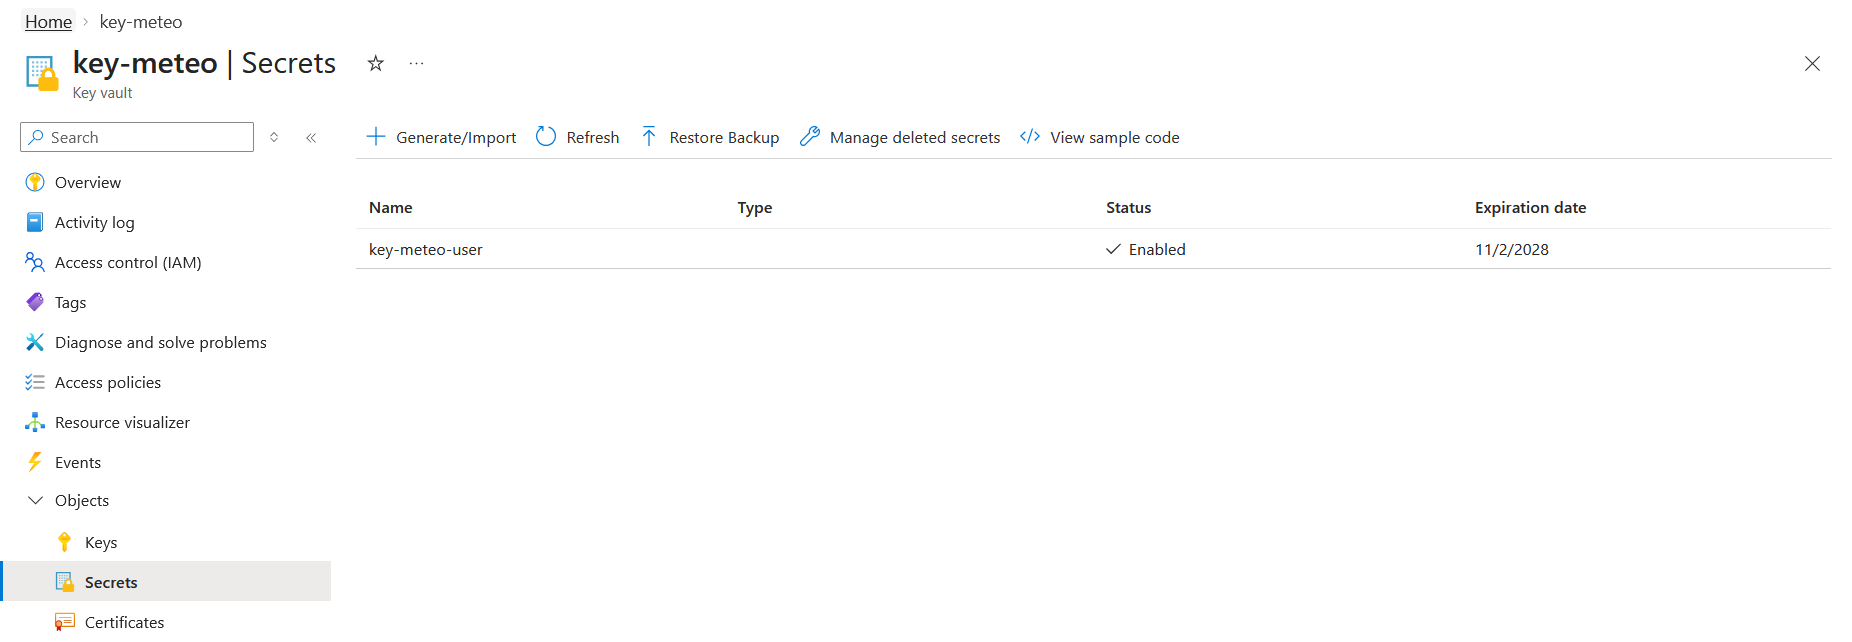 Home > key-meteo
key-meteo | Secrets
Key vault
Search
Generate/Import Refresh Restore Backup Manage deleted secrets View sample code
Overview
Activity log
Access control (IAM)
Tags
Diagnose and solve problems
Access policies
Resource visualizer
Events
Objects
Keys
Secrets
Certificates
Name Type Status Expiration date
key-meteo-user Enabled 11/2/2028